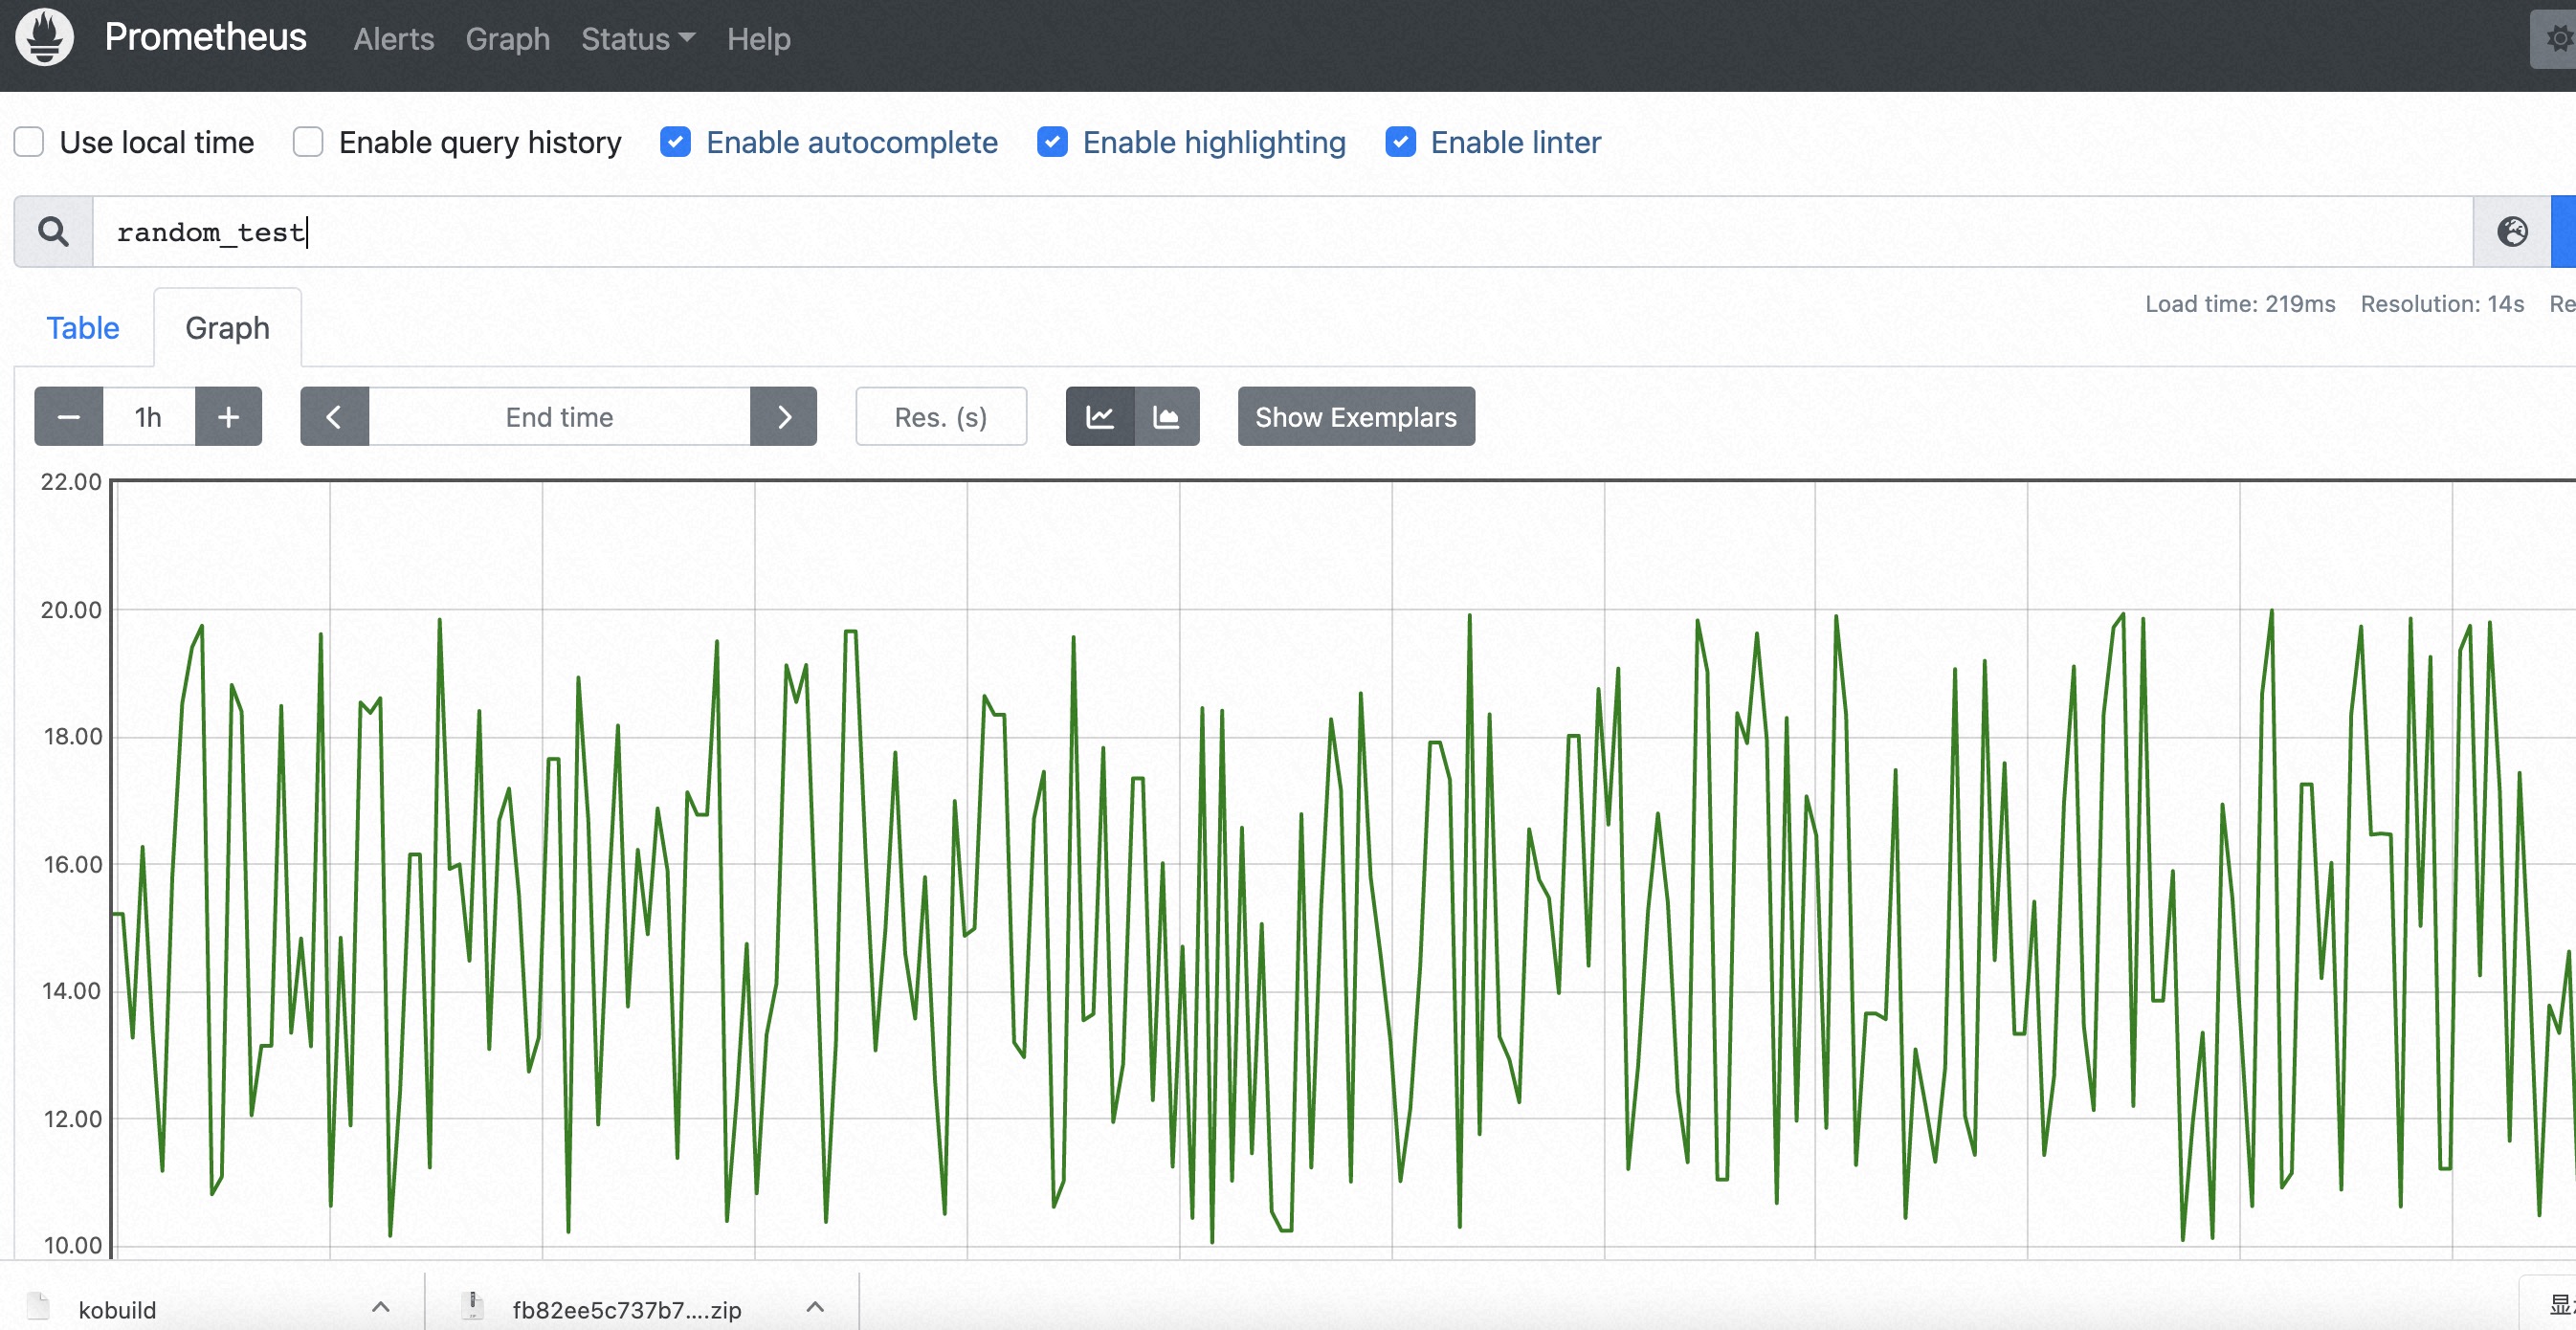 Prometheus Alerts Graph Status Help
Use local time Enable query history Enable autocomplete Enable highlighting Enable linter
random_test
Load time: 219ms Resolution: 14s Re
Table Graph
1h End time Res. (s) Show Exemplars
22.00
20.00
18.00
16.00
14.00
12.00
10.00
kobuild fb82ee5c737b7....zip 显